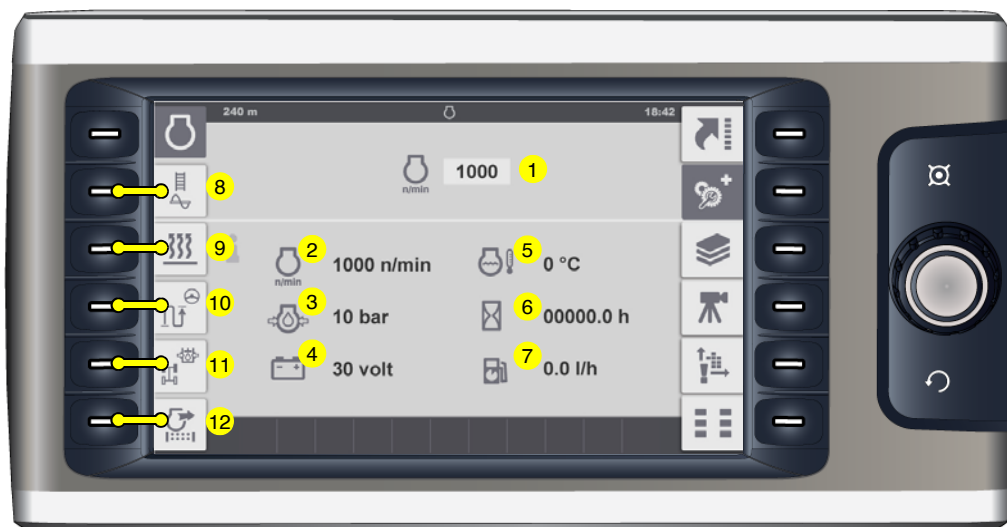 240 m 18:42
n/min 1000 1
8
9
2 1000 n/min 5 0 °C
n/min
10
3 10 bar 6 00000.0 h
11
4 30 volt 7 0.0 l/h
12